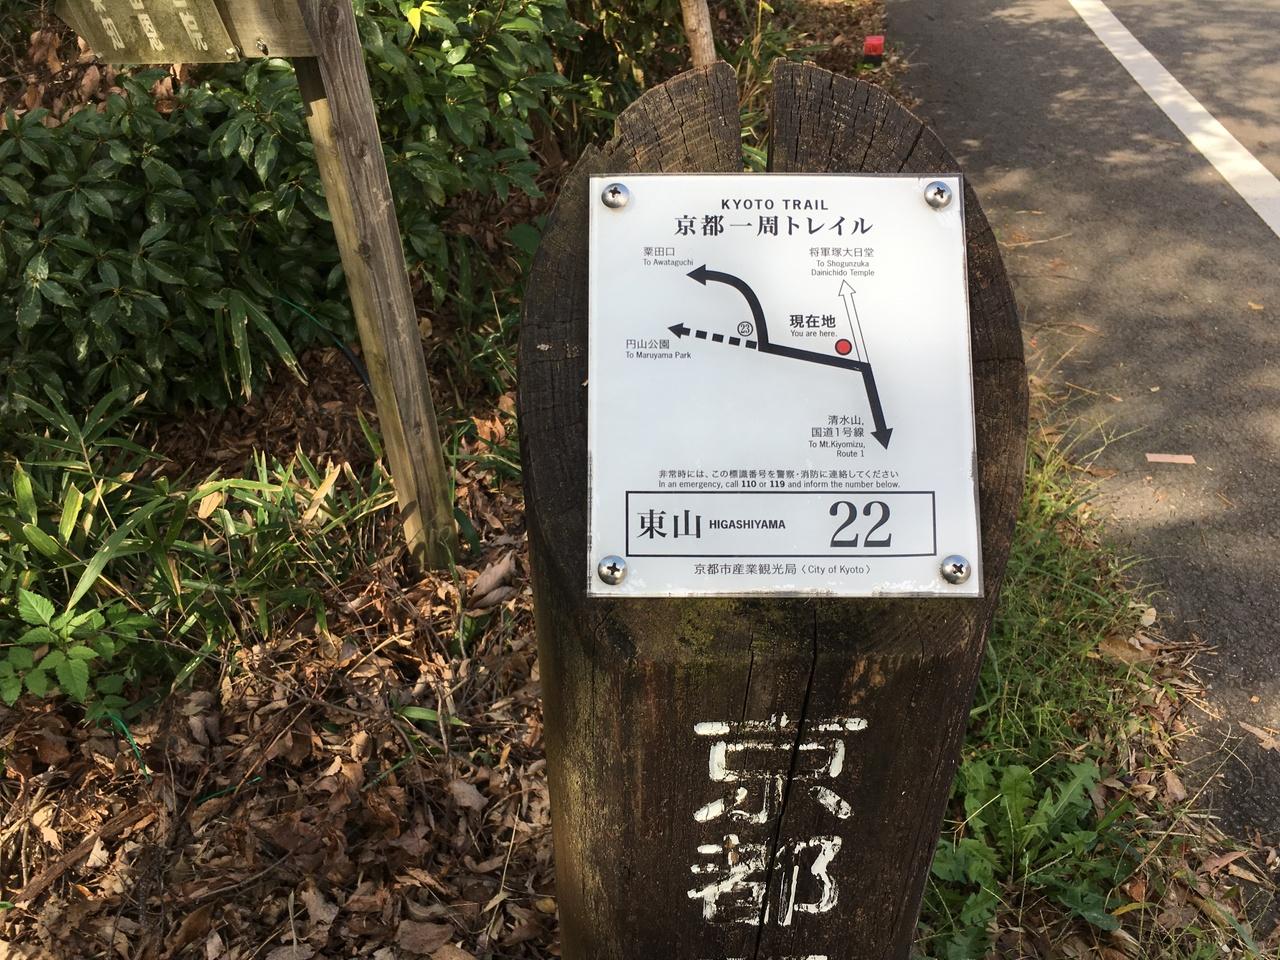 KYOTO TRAIL
京都一周トレイル
粟田口
To Awataguchi
将軍塚大日堂
To Shogunzuka
Dainichido Temple
㉓
現在地
You are here.
円山公園
To Maruyama Park
清水山,
国道1号線
To Mt.Kiyomizu,
Route 1
非常時には、この標識番号を警察・消防に連絡してください
In an emergency, call 110 or 119 and inform the number below.
東山 HIGASHIYAMA 22
京都市産業観光局〈City of Kyoto〉
京都